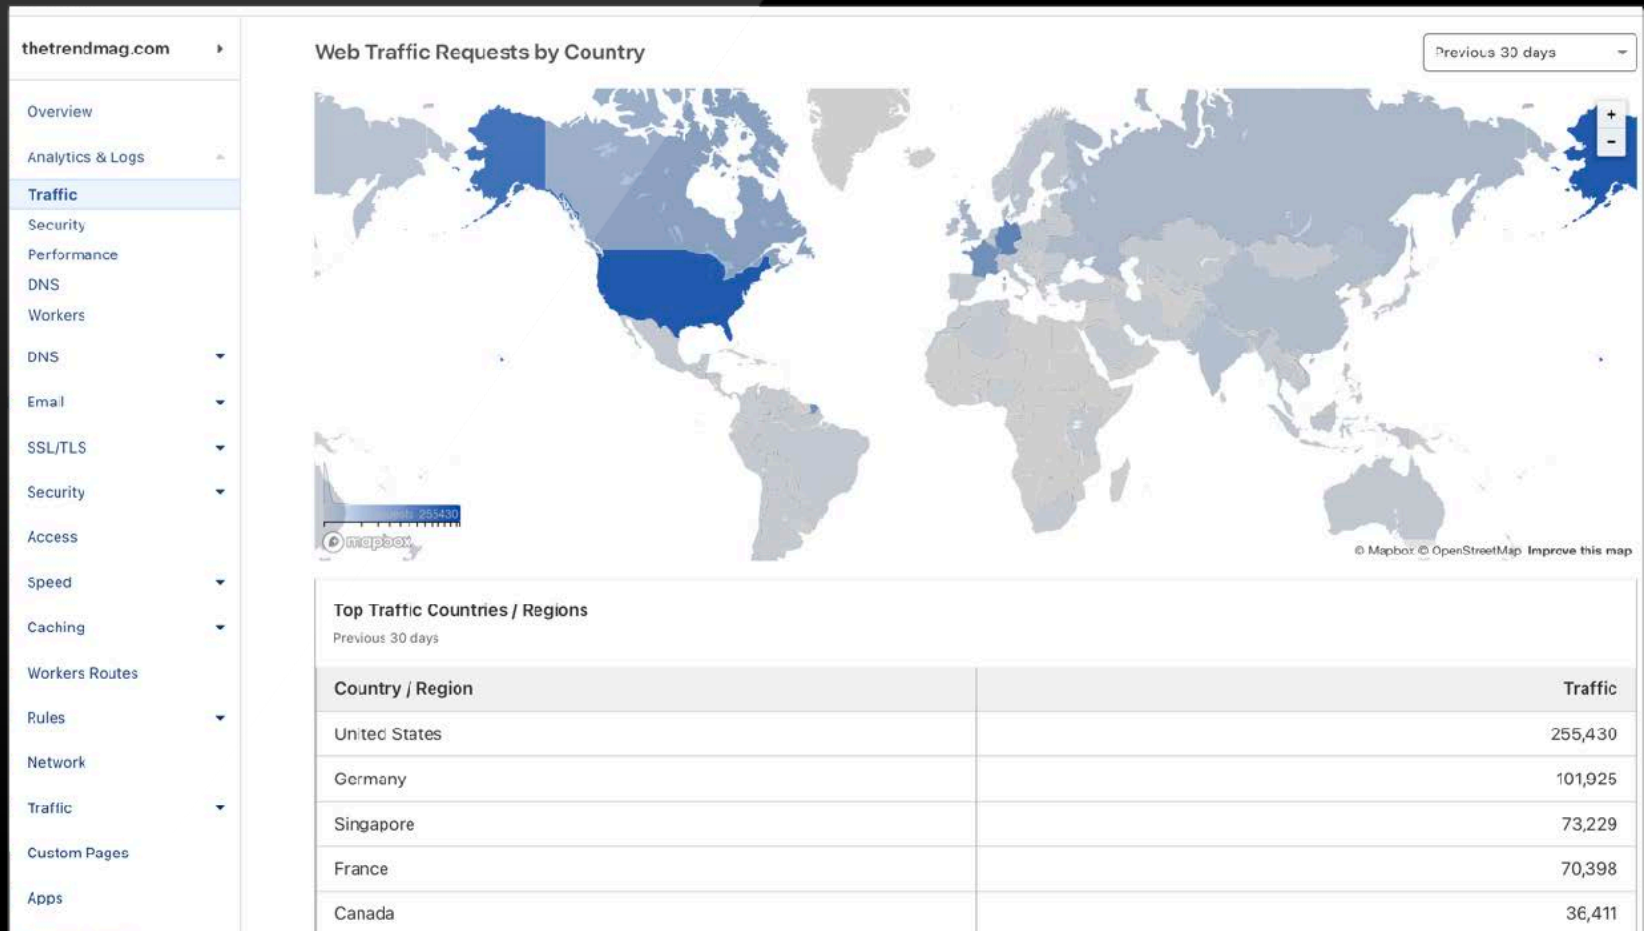 thetrendmag.com
Web Traffic Requests by Country
Previous 30 days
Overview
Analytics & Logs
Traffic
Security
Performance
DNS
Workers
DNS
Email
SSL/TLS
Security
Access
Speed
Caching
Workers Routes
Rules
Network
Traffic
Custom Pages
Apps
+
-
255430
mapbox
© Mapbox © OpenStreetMap Improve this map
Top Traffic Countries / Regions
Previous 30 days
Country / Region Traffic
United States 255,430
Germany 101,925
Singapore 73,229
France 70,398
Canada 36,411